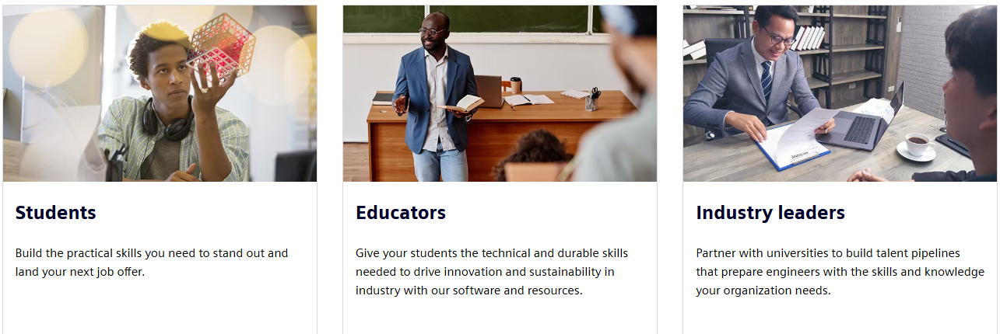 Students
Build the practical skills you need to stand out and
land your next job offer.
Educators
Give your students the technical and durable skills
needed to drive innovation and sustainability in
industry with our software and resources.
Industry leaders
Partner with universities to build talent pipelines
that prepare engineers with the skills and knowledge
your organization needs.